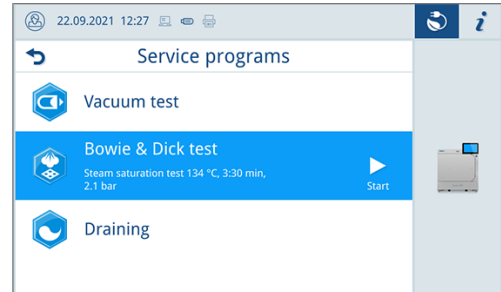 22.09.2021 12:27
Service programs
Vacuum test
Bowie & Dick test
Steam saturation test 134 °C, 3:30 min,
2.1 bar
Start
Draining
i